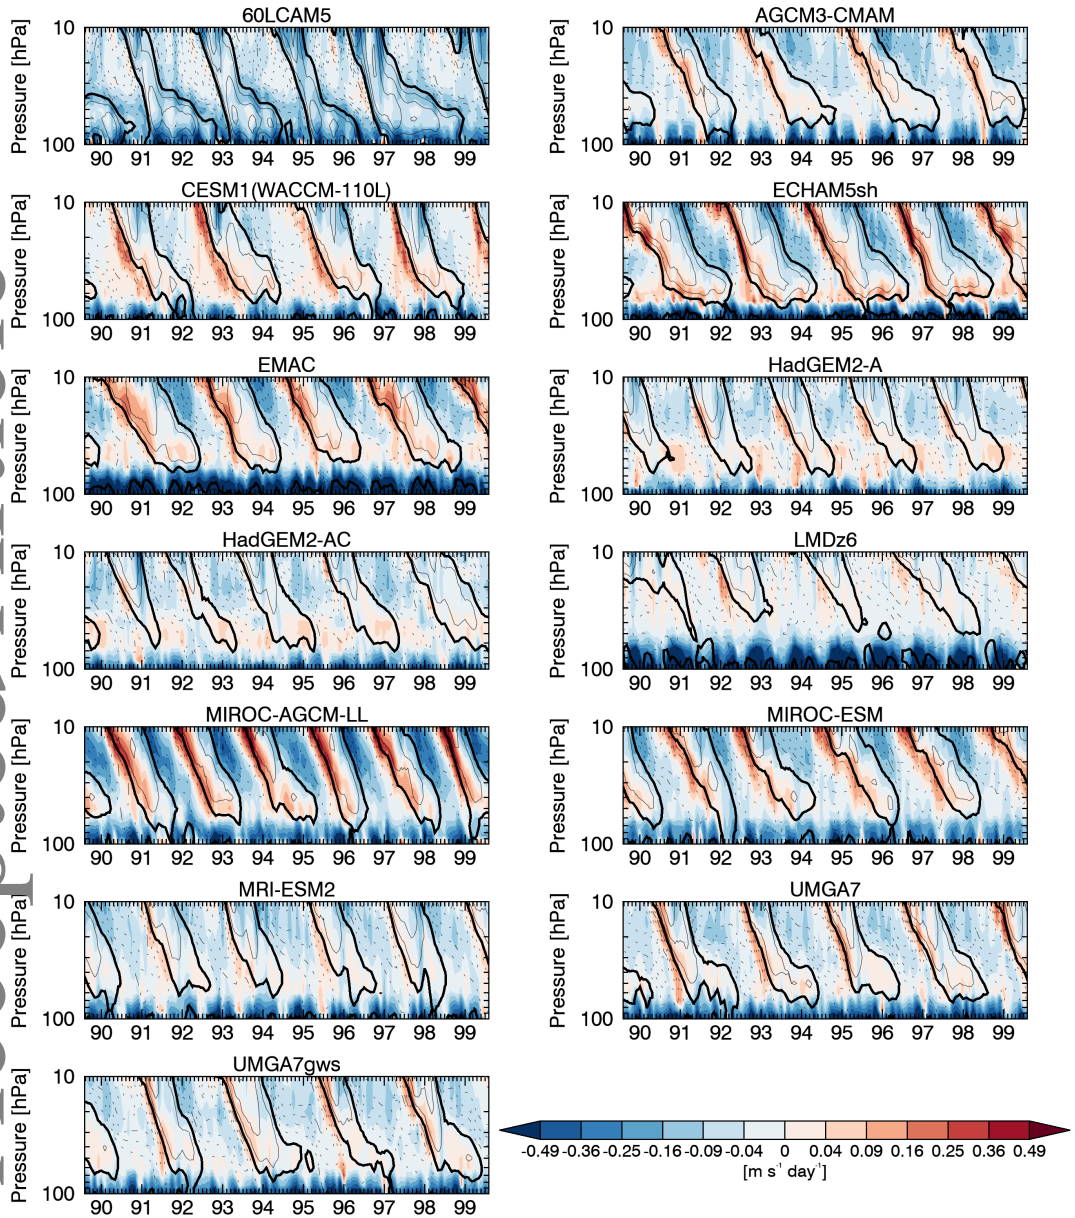 60LCAM5
AGCM3-CMAM
Pressure [hPa]
10
100
90 91 92 93 94 95 96 97 98 99
Pressure [hPa]
10
100
90 91 92 93 94 95 96 97 98 99
CESM1(WACCM-110L)
ECHAM5sh
Pressure [hPa]
10
100
90 91 92 93 94 95 96 97 98 99
Pressure [hPa]
10
100
90 91 92 93 94 95 96 97 98 99
EMAC
HadGEM2-A
Pressure [hPa]
10
100
90 91 92 93 94 95 96 97 98 99
Pressure [hPa]
10
100
90 91 92 93 94 95 96 97 98 99
HadGEM2-AC
LMDz6
Pressure [hPa]
10
100
90 91 92 93 94 95 96 97 98 99
Pressure [hPa]
10
100
90 91 92 93 94 95 96 97 98 99
MIROC-AGCM-LL
MIROC-ESM
Pressure [hPa]
10
100
90 91 92 93 94 95 96 97 98 99
Pressure [hPa]
10
100
90 91 92 93 94 95 96 97 98 99
MRI-ESM2
UMGA7
Pressure [hPa]
10
100
90 91 92 93 94 95 96 97 98 99
Pressure [hPa]
10
100
90 91 92 93 94 95 96 97 98 99
UMGA7gws
Pressure [hPa]
10
100
90 91 92 93 94 95 96 97 98 99
-0.49 -0.36 -0.25 -0.16 -0.09 -0.04 0 0.04 0.09 0.16 0.25 0.36 0.49
[m s⁻¹ day⁻¹]